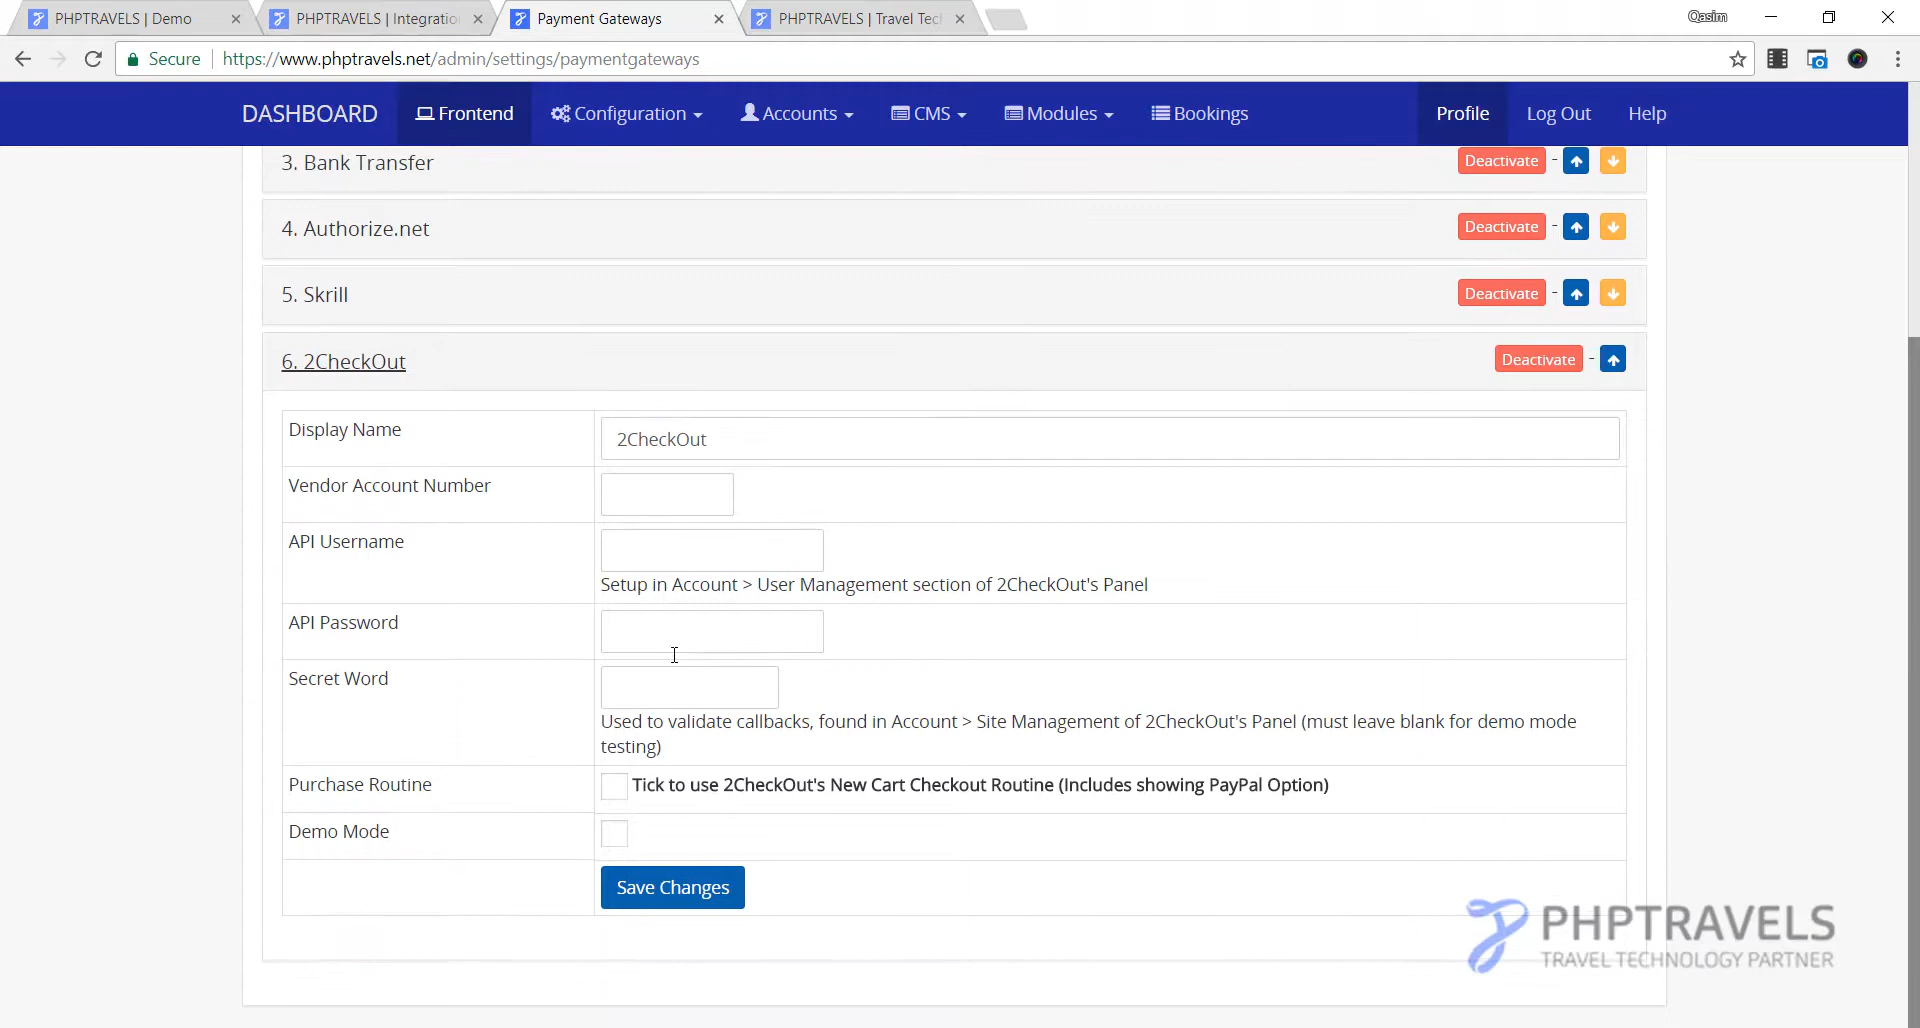 PHPTRAVELS | Demo
PHPTRAVELS | Integratio
Payment Gateways
PHPTRAVELS | Travel Tec
Qasim
Secure
https://www.phptravels.net/admin/settings/paymentgateways
DASHBOARD
Frontend
Configuration
Accounts
CMS
Modules
Bookings
Profile
Log Out
Help
3. Bank Transfer
Deactivate -
4. Authorize.net
Deactivate -
5. Skrill
Deactivate -
6. 2CheckOut
Deactivate -
Display Name
2CheckOut
Vendor Account Number
API Username
Setup in Account > User Management section of 2CheckOut's Panel
API Password
Secret Word
Used to validate callbacks, found in Account > Site Management of 2CheckOut's Panel (must leave blank for demo mode
testing)
Purchase Routine
Tick to use 2CheckOut's New Cart Checkout Routine (Includes showing PayPal Option)
Demo Mode
Save Changes
PHPTRAVELS
TRAVEL TECHNOLOGY PARTNER